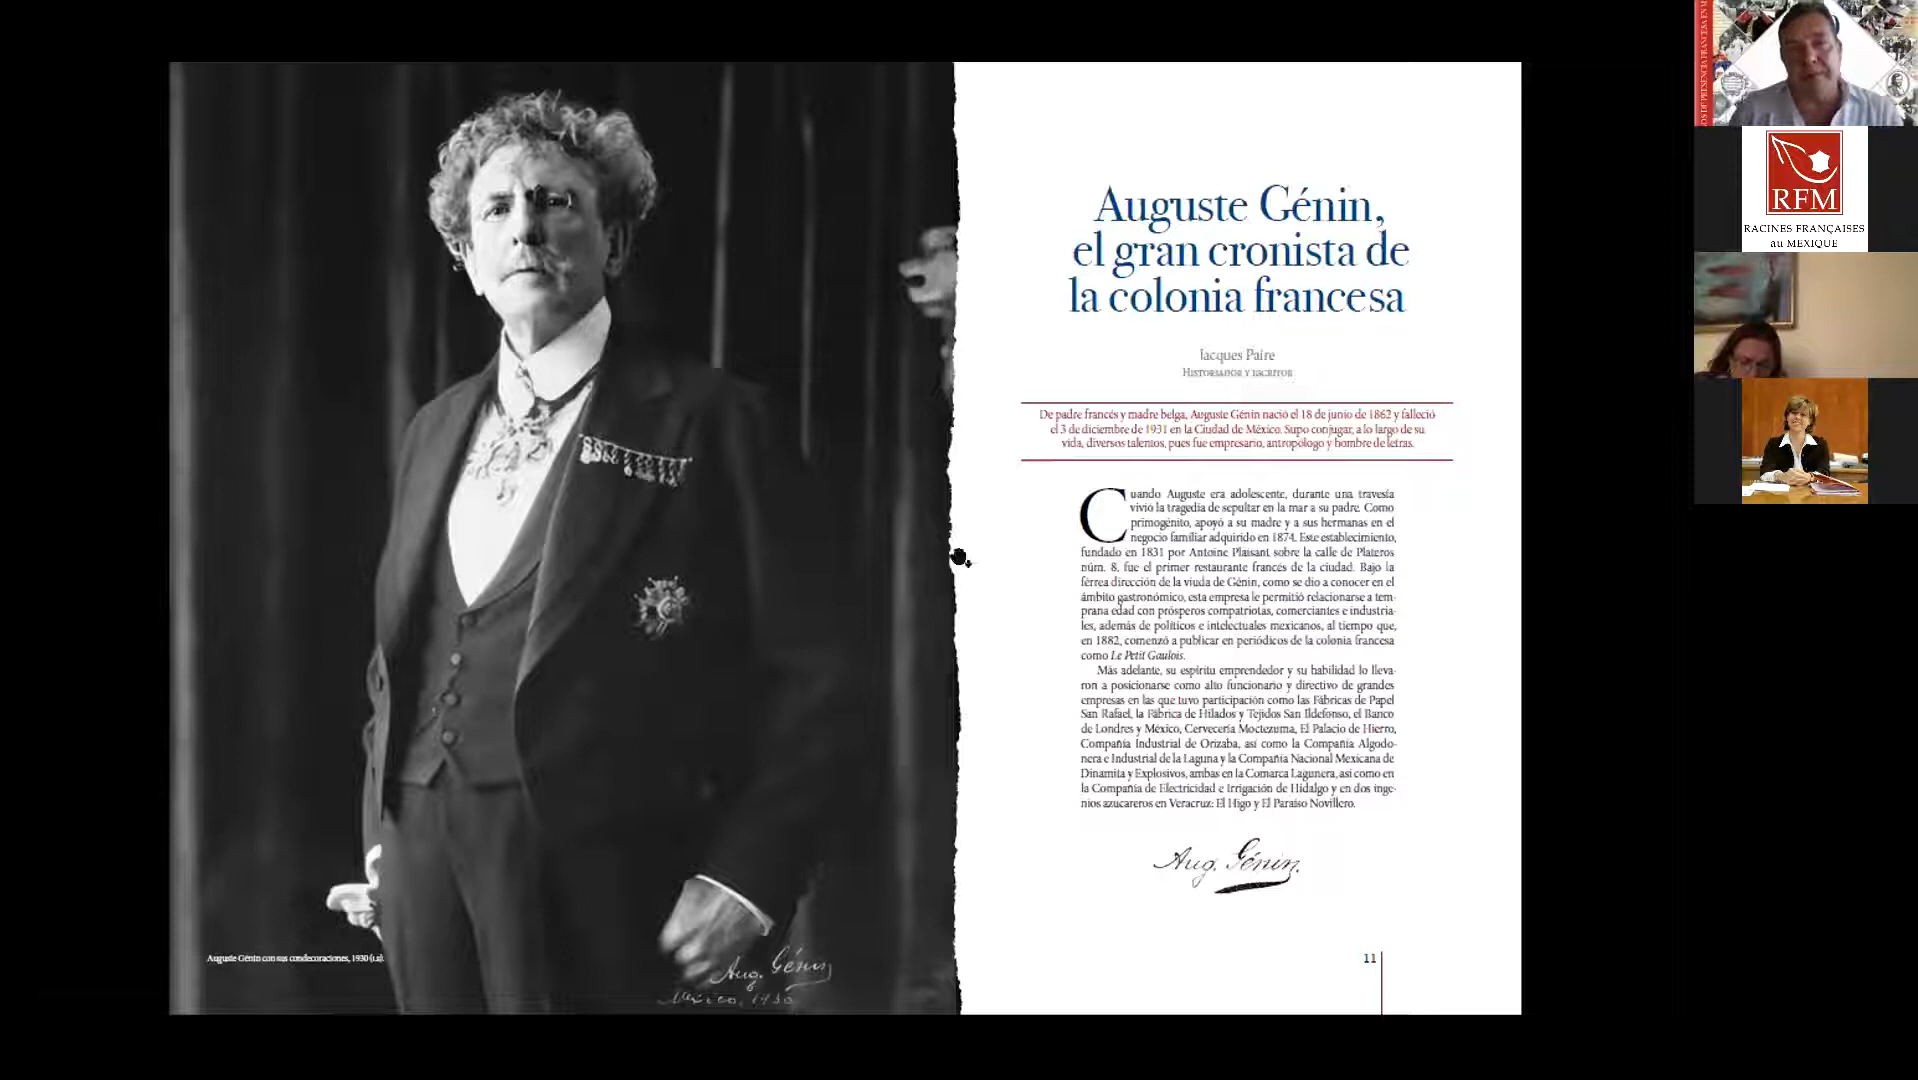 Auguste Génin,
el gran cronista de
la colonia francesa
Jacques Paire
HISTORIADOR Y ESCRITOR
De padre francés y madre belga, Auguste Génin nació el 18 de junio de 1862 y falleció
el 3 de diciembre de 1931 en la Ciudad de México. Supo conjugar, a lo largo de su
vida, diversos talentos, pues fue empresario, antropólogo y hombre de letras.
Cuando Auguste era adolescente, durante una travesía
vivió la tragedia de sepultar en la mar a su padre. Como
primogénito, apoyó a su madre y a sus hermanas en el
negocio familiar adquirido en 1874. Este establecimiento,
fundado en 1831 por Antoine Plaisant sobre la calle de Plateros
núm. 8, fue el primer restaurante francés de la ciudad. Bajo la
férrea dirección de la viuda de Génin, como se dio a conocer en el
ámbito gastronómico, esta empresa le permitió relacionarse a tem-
prana edad con prósperos compatriotas, comerciantes e industria-
les, además de políticos e intelectuales mexicanos, al tiempo que,
en 1882, comenzó a publicar en periódicos de la colonia francesa
como Le Petit Gaulois.
Más adelante, su espíritu emprendedor y su habilidad lo lleva-
ron a posicionarse como alto funcionario y directivo de grandes
empresas en las que tuvo participación como las Fábricas de Papel
San Rafael, la Fábrica de Hilados y Tejidos San Ildefonso, el Banco
de Londres y México, Cervecería Moctezuma, El Palacio de Hierro,
Compañía Industrial de Orizaba, así como la Compañía Algodo-
nera e Industrial de la Laguna y la Compañía Nacional Mexicana de
Dinamita y Explosivos, ambas en la Comarca Lagunera, así como en
la Compañía de Electricidad e Irrigación de Hidalgo y en dos inge-
nios azucareros en Veracruz: El Higo y El Paraíso Novillero.
Aug. Génin.
11
Auguste Génin con sus condecoraciones, 1930 (s.a).
Aug. Génin
México, 1930
OS DE PRESENCIA FRANCESA EN M
RFM
RACINES FRANÇAISES
au MEXIQUE